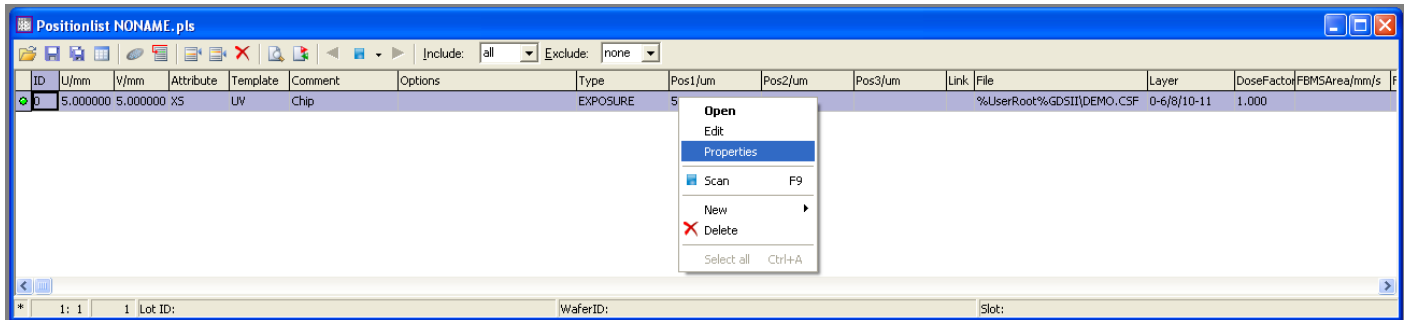 Positionlist NONAME.pls
Include: all Exclude: none
ID U/mm V/mm Attribute Template Comment Options Type Pos1/um Pos2/um Pos3/um Link File Layer DoseFactor FBMSArea/mm/s F
0 5.000000 5.000000 XS UV Chip EXPOSURE 5 %UserRoot%GDSII\DEMO.CSF 0-6/8/10-11 1.000
Open
Edit
Properties
Scan F9
New
Delete
Select all Ctrl+A
* 1: 1 1 Lot ID: WaferID: Slot: